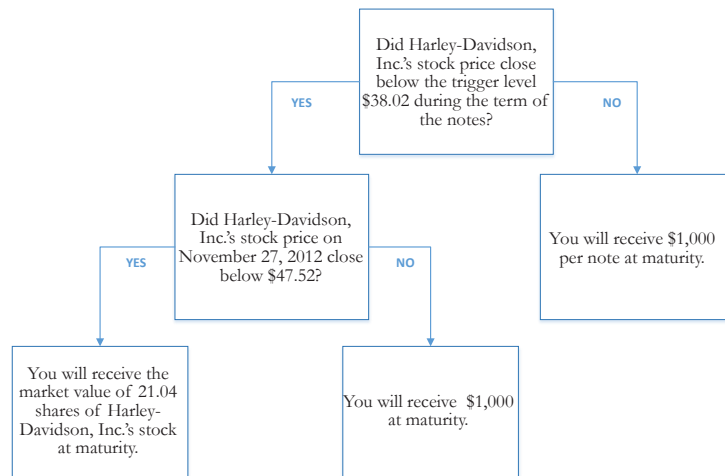 Did Harley-Davidson,
Inc.'s stock price close
below the trigger level
$38.02 during the term of
the notes?
YES
NO
Did Harley-Davidson,
Inc.'s stock price on
November 27, 2012 close
below $47.52?
You will receive $1,000
per note at maturity.
YES
NO
You will receive the
market value of 21.04
shares of Harley-
Davidson, Inc.'s stock
at maturity.
You will receive $1,000
at maturity.